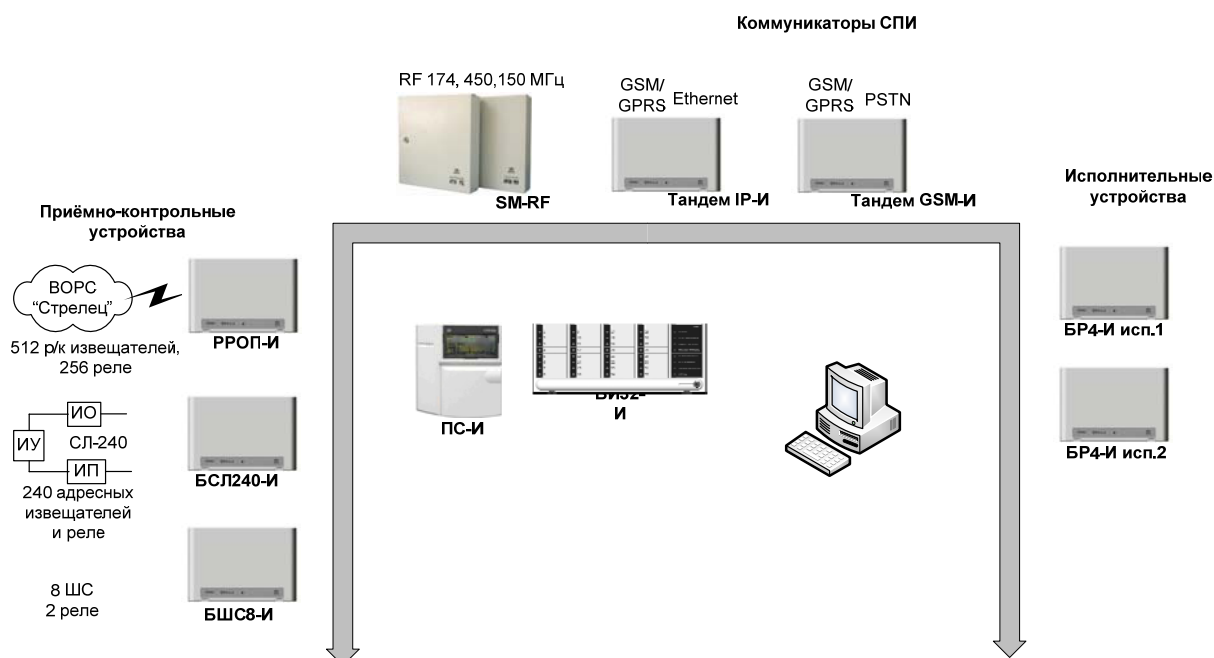 Коммуникаторы СПИ
RF 174, 450,150 МГц
GSM/
GPRS
Ethernet
GSM/
GPRS
PSTN
SM-RF
Тандем IP-И
Тандем GSM-И
Исполнительные
устройства
Приёмно-контрольные
устройства
ВОРС
“Стрелец”
РРОП-И
512 р/к извещателей,
256 реле
БР4-И исп.1
ПС-И
БИ32-
И
БР4-И исп.2
ИО
ИУ
СЛ-240
ИП
БСЛ240-И
240 адресных
извещателей
и реле
8 ШС
2 реле
БШС8-И